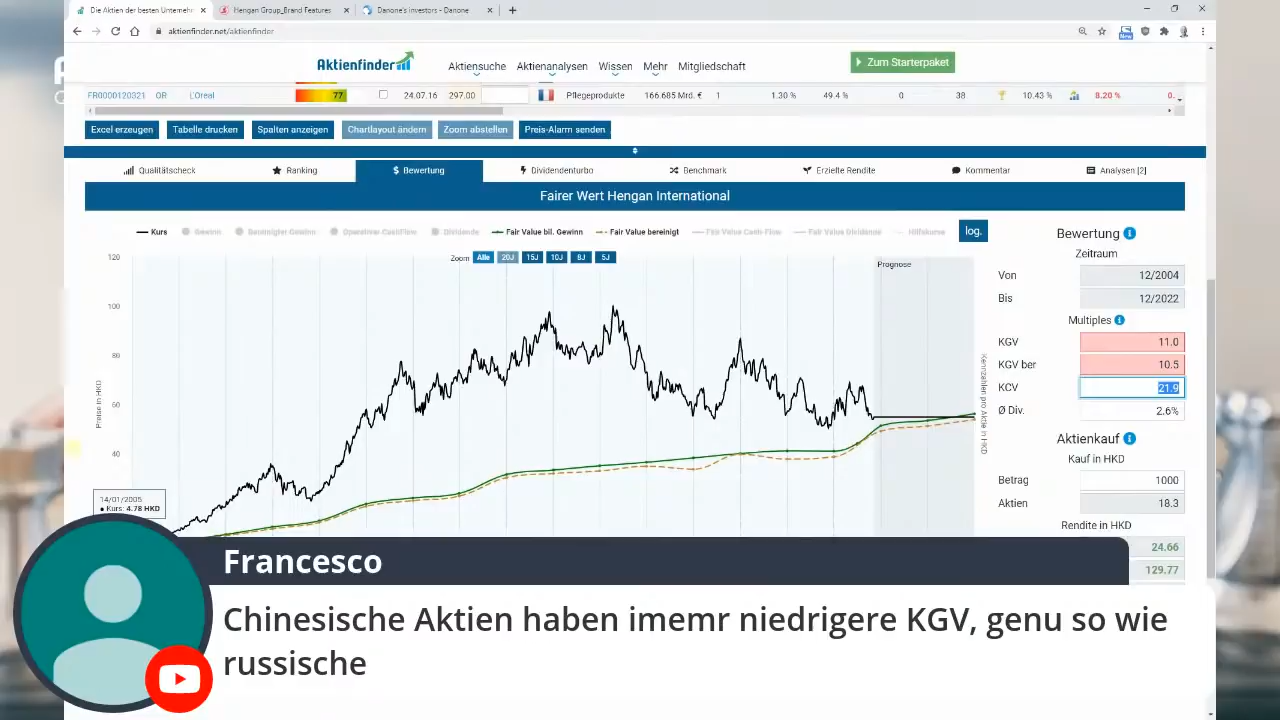 Die Aktien der besten Unternehm
Hengan Group_Brand Features
Danone's investors - Danone
aktienfinder.net/aktienfinder
New
Aktienfinder
Aktiensuche
Aktienanalysen
Wissen
Mehr
Mitgliedschaft
Zum Starterpaket
FR0000120321 OR L'Oreal 77 24.07.16 297.00 Pflegeprodukte 166.685 Mrd. € 1 1.30 % 49.4 % 0 38 10.43 % 8.20 % 0.
Excel erzeugen
Tabelle drucken
Spalten anzeigen
Chartlayout ändern
Zoom abstellen
Preis-Alarm senden
Qualitätscheck
Ranking
Bewertung
Dividendenturbo
Benchmark
Erzielte Rendite
Kommentar
Analysen [2]
Fairer Wert Hengan International
Kurs
Gewinn
Bereinigter Gewinn
Operativer Cashflow
Dividende
Fair Value bil. Gewinn
Fair Value bereinigt
Fair Value Cash Flow
Fair Value Dividende
Hilfskurse
log.
Zoom Alle 20J 15J 10J 8J 5J
Prognose
120
100
80
60
40
Preise in HKD
Kennzahlen pro Aktie in HKD
14/01/2005
Kurs: 4.78 HKD
Bewertung
Zeitraum
Von 12/2004
Bis 12/2022
Multiples
KGV 11.0
KGV ber 10.5
KCV 21.9
Ø Div. 2.6%
Aktienkauf
Kauf in HKD
Betrag 1000
Aktien 18.3
Rendite in HKD
24.66
129.77
Francesco
Chinesische Aktien haben imemr niedrigere KGV, genu so wie
russische